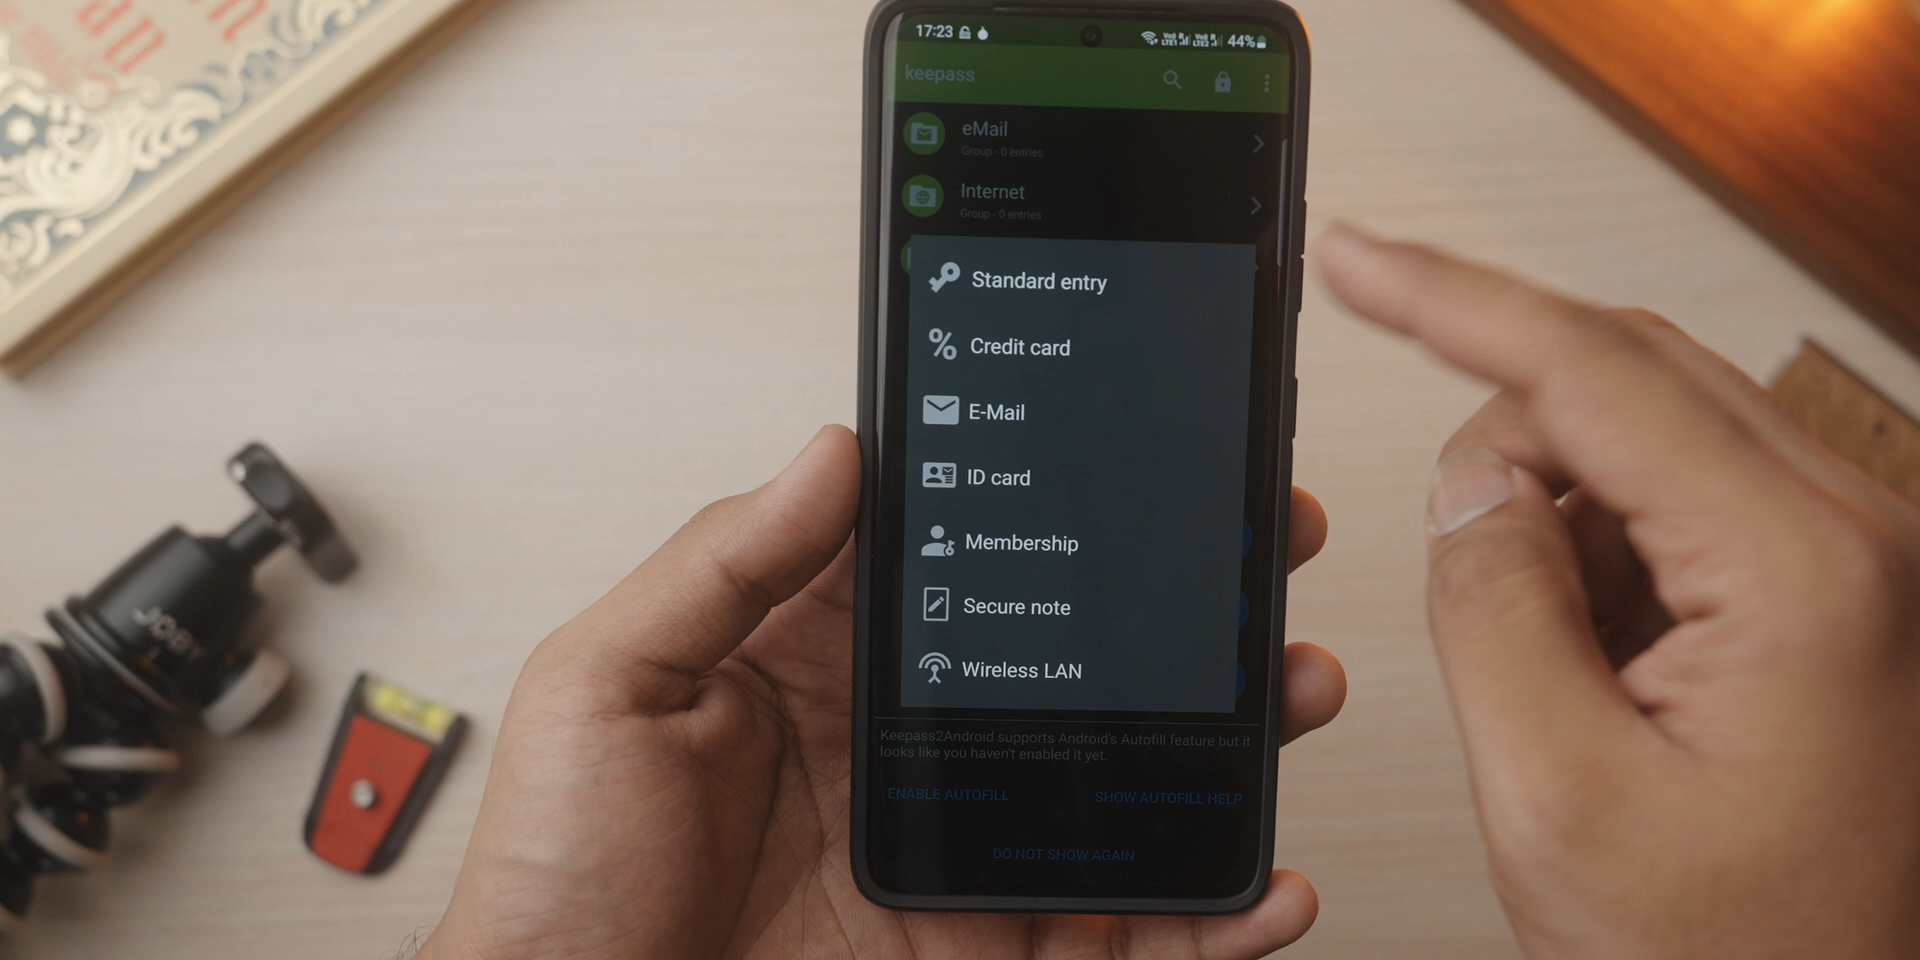 17:23
44%
keepass
eMail
Group - 0 entries
Internet
Group - 0 entries
Standard entry
Credit card
E-Mail
ID card
Membership
Secure note
Wireless LAN
Keepass2Android supports Android's Autofill feature but it
looks like you haven't enabled it yet.
ENABLE AUTOFILL
SHOW AUTOFILL HELP
DO NOT SHOW AGAIN
JOBY